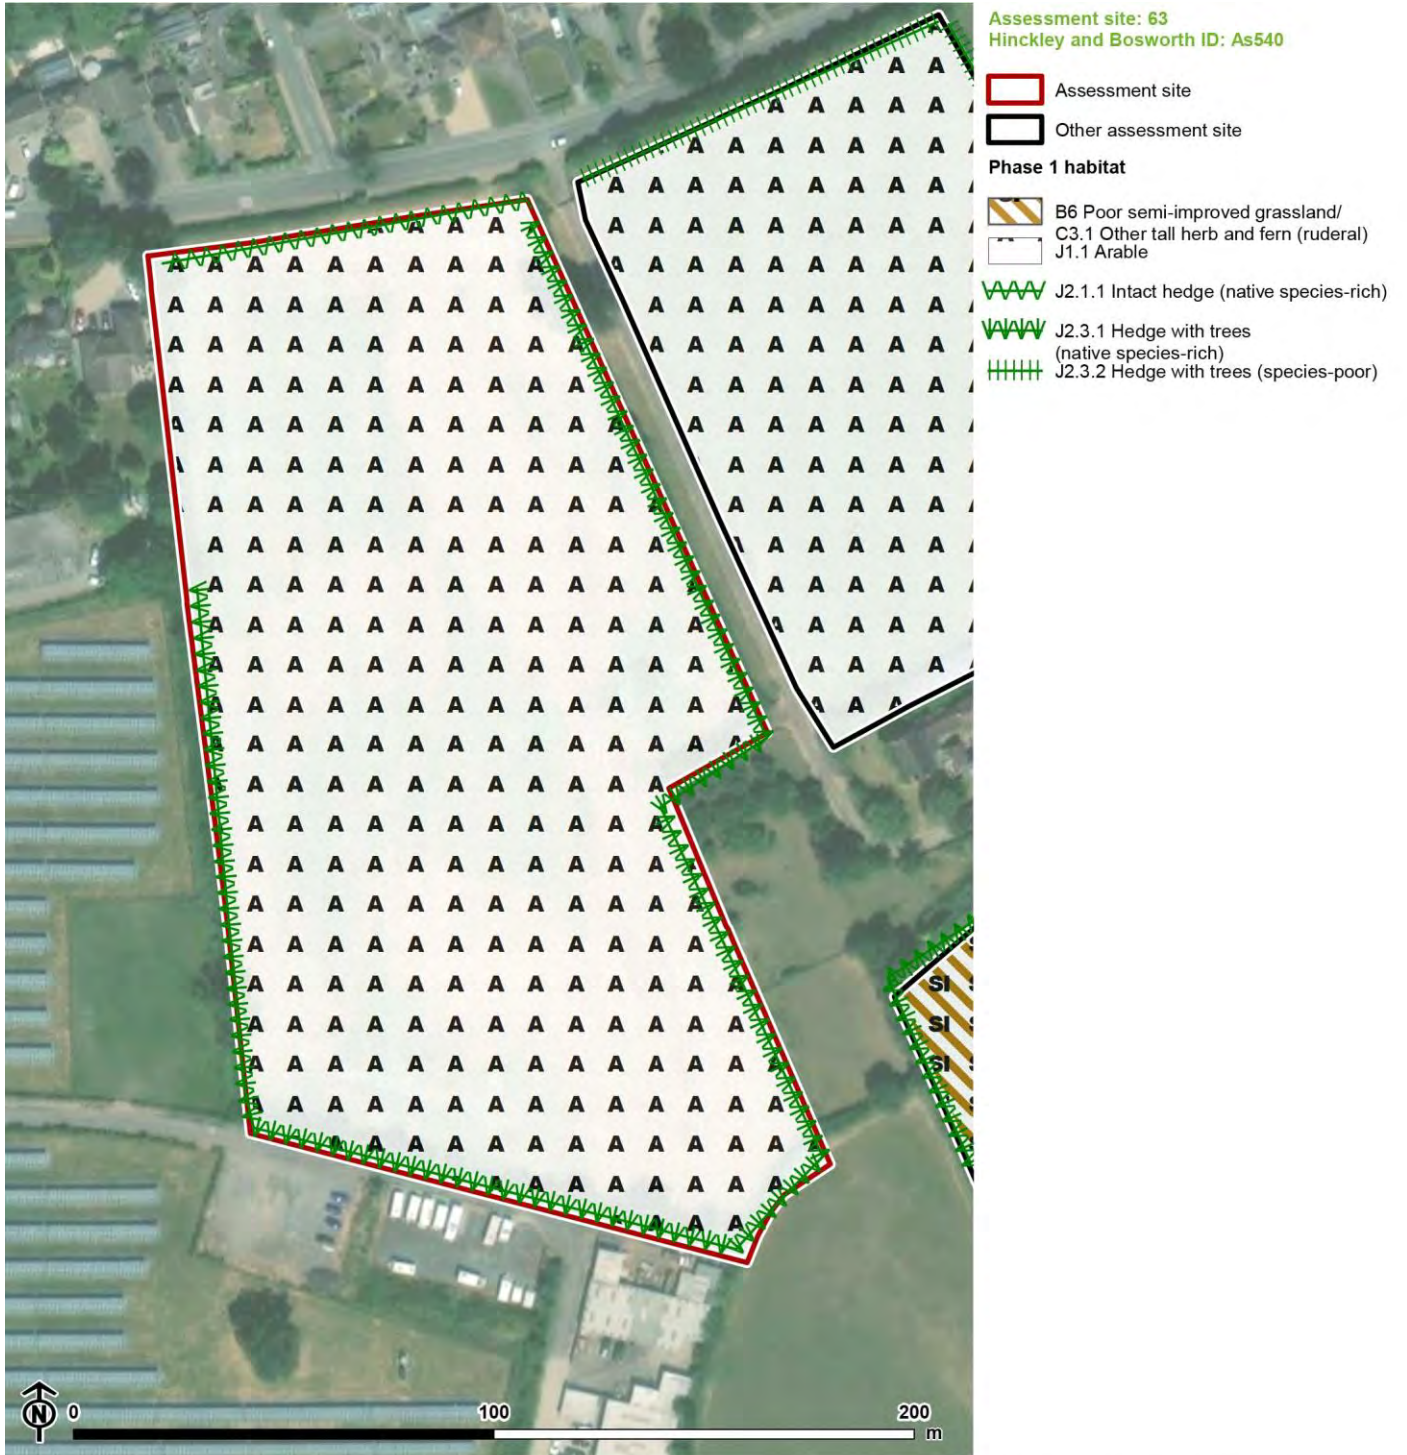 Assessment site: 63
Hinckley and Bosworth ID: As540
Assessment site
Other assessment site
Phase 1 habitat
B6 Poor semi-improved grassland/
C3.1 Other tall herb and fern (ruderal)
J1.1 Arable
J2.1.1 Intact hedge (native species-rich)
J2.3.1 Hedge with trees
(native species-rich)
J2.3.2 Hedge with trees (species-poor)
SI
SI
SI
N 0 100 200
m